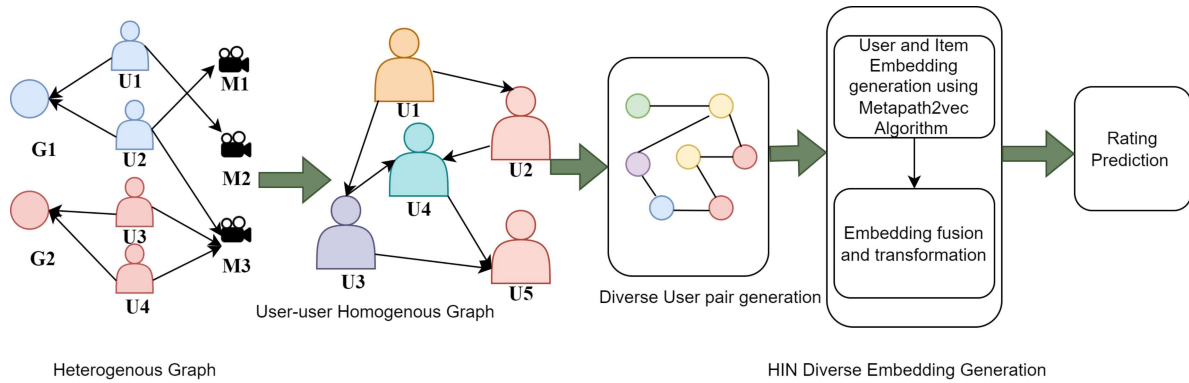 U1
M1
G1
U2
M2
U3
G2
M3
U4
Heterogenous Graph
U1
U2
U4
U3
U5
User-user Homogenous Graph
Diverse User pair generation
User and Item
Embedding
generation using
Metapath2vec
Algorithm
Embedding fusion
and transformation
HIN Diverse Embedding Generation
Rating
Prediction